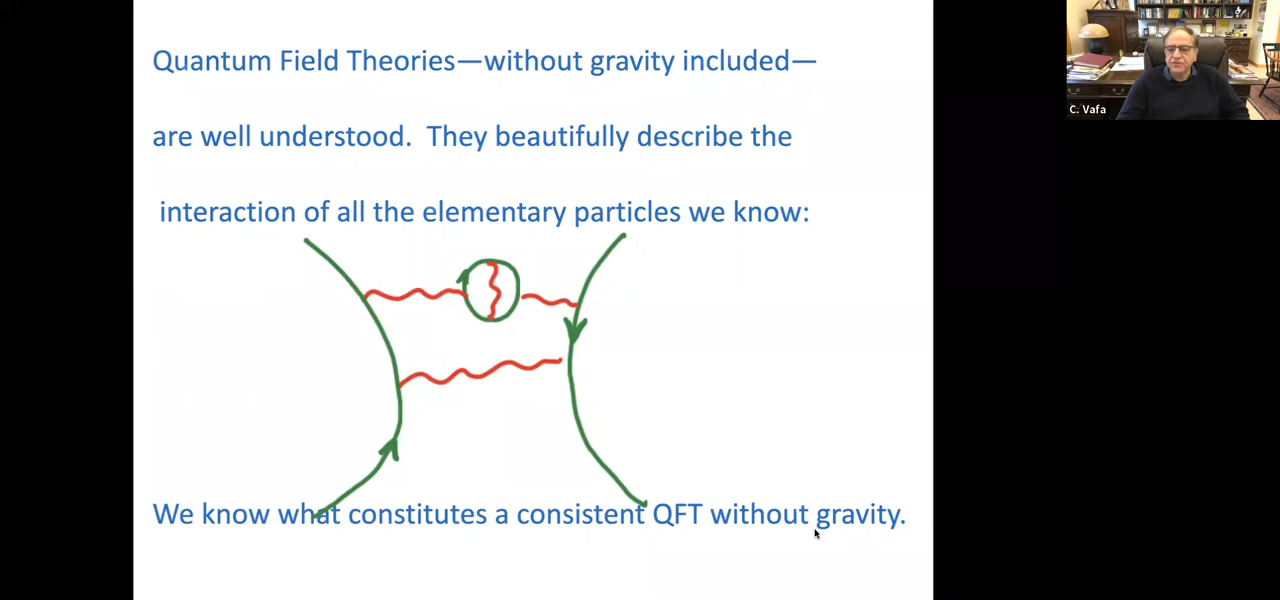 Quantum Field Theories—without gravity included—
are well understood.  They beautifully describe the
interaction of all the elementary particles we know:
We know what constitutes a consistent QFT without gravity.
C. Vafa